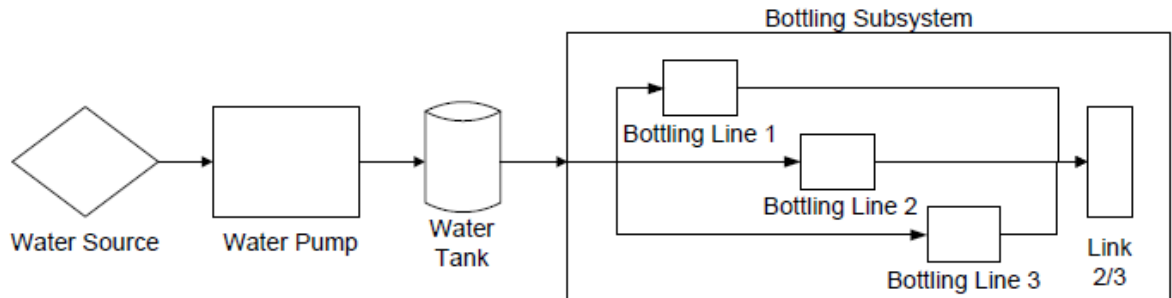 Bottling Subsystem
Bottling Line 1
Bottling Line 2
Bottling Line 3
Water Source
Water Pump
Water
Tank
Link
2/3